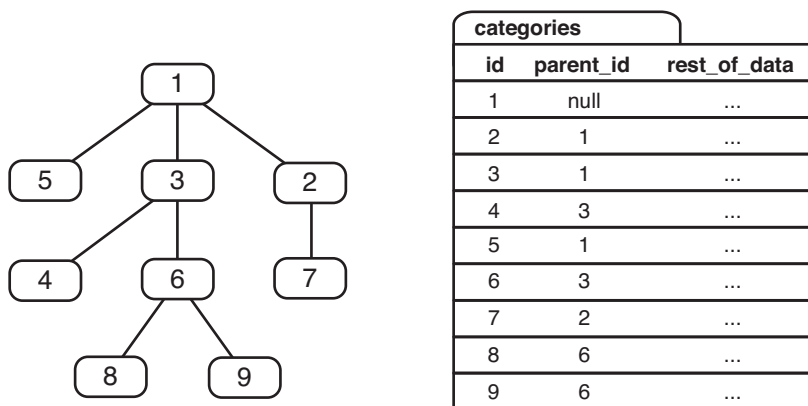 1
5 3 2
4 6 7
8 9
categories
id parent_id rest_of_data
1 null ...
2 1 ...
3 1 ...
4 3 ...
5 1 ...
6 3 ...
7 2 ...
8 6 ...
9 6 ...